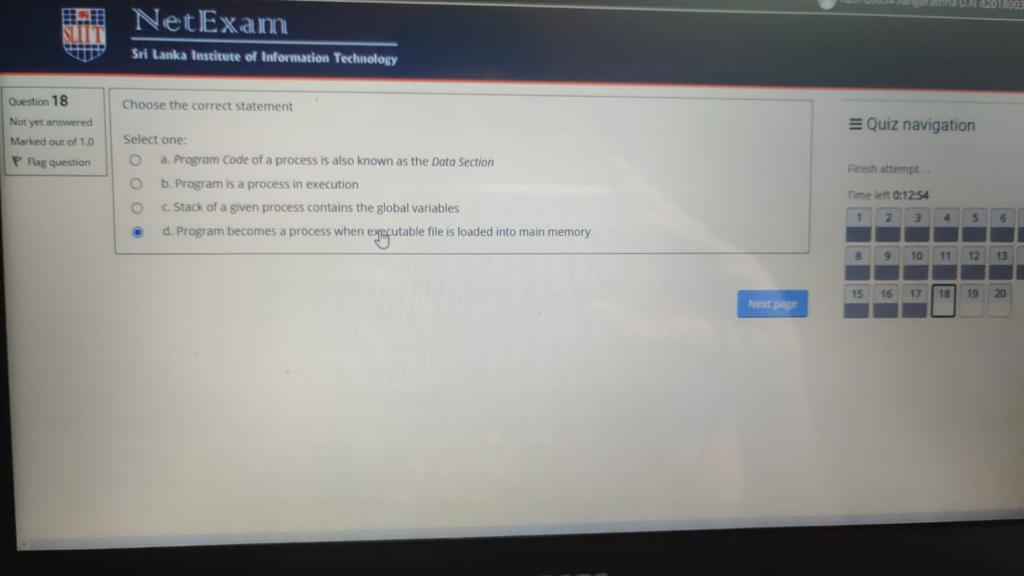 D.N it2018003
SLIIT
NetExam
Sri Lanka Institute of Information Technology
Question 18
Not yet answered
Marked out of 1.0
Flag question
Choose the correct statement
Select one:
a. Program Code of a process is also known as the Data Section
b. Program is a process in execution
c. Stack of a given process contains the global variables
d. Program becomes a process when executable file is loaded into main memory
Next page
Quiz navigation
Finish attempt ...
Time left 0:12:54
1 2 3 4 5 6
8 9 10 11 12 13
15 16 17 18 19 20